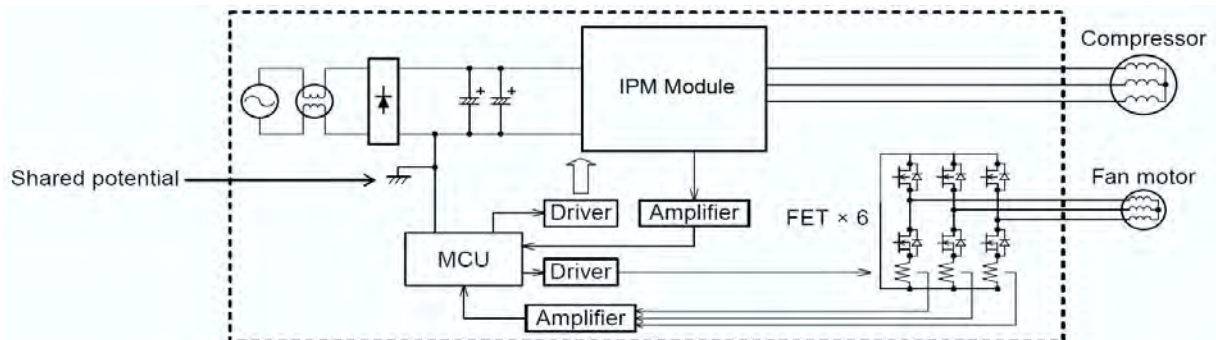 Compressor
IPM Module
Shared potential
Fan motor
Driver
Amplifier
FET × 6
MCU
Driver
Amplifier
+
+